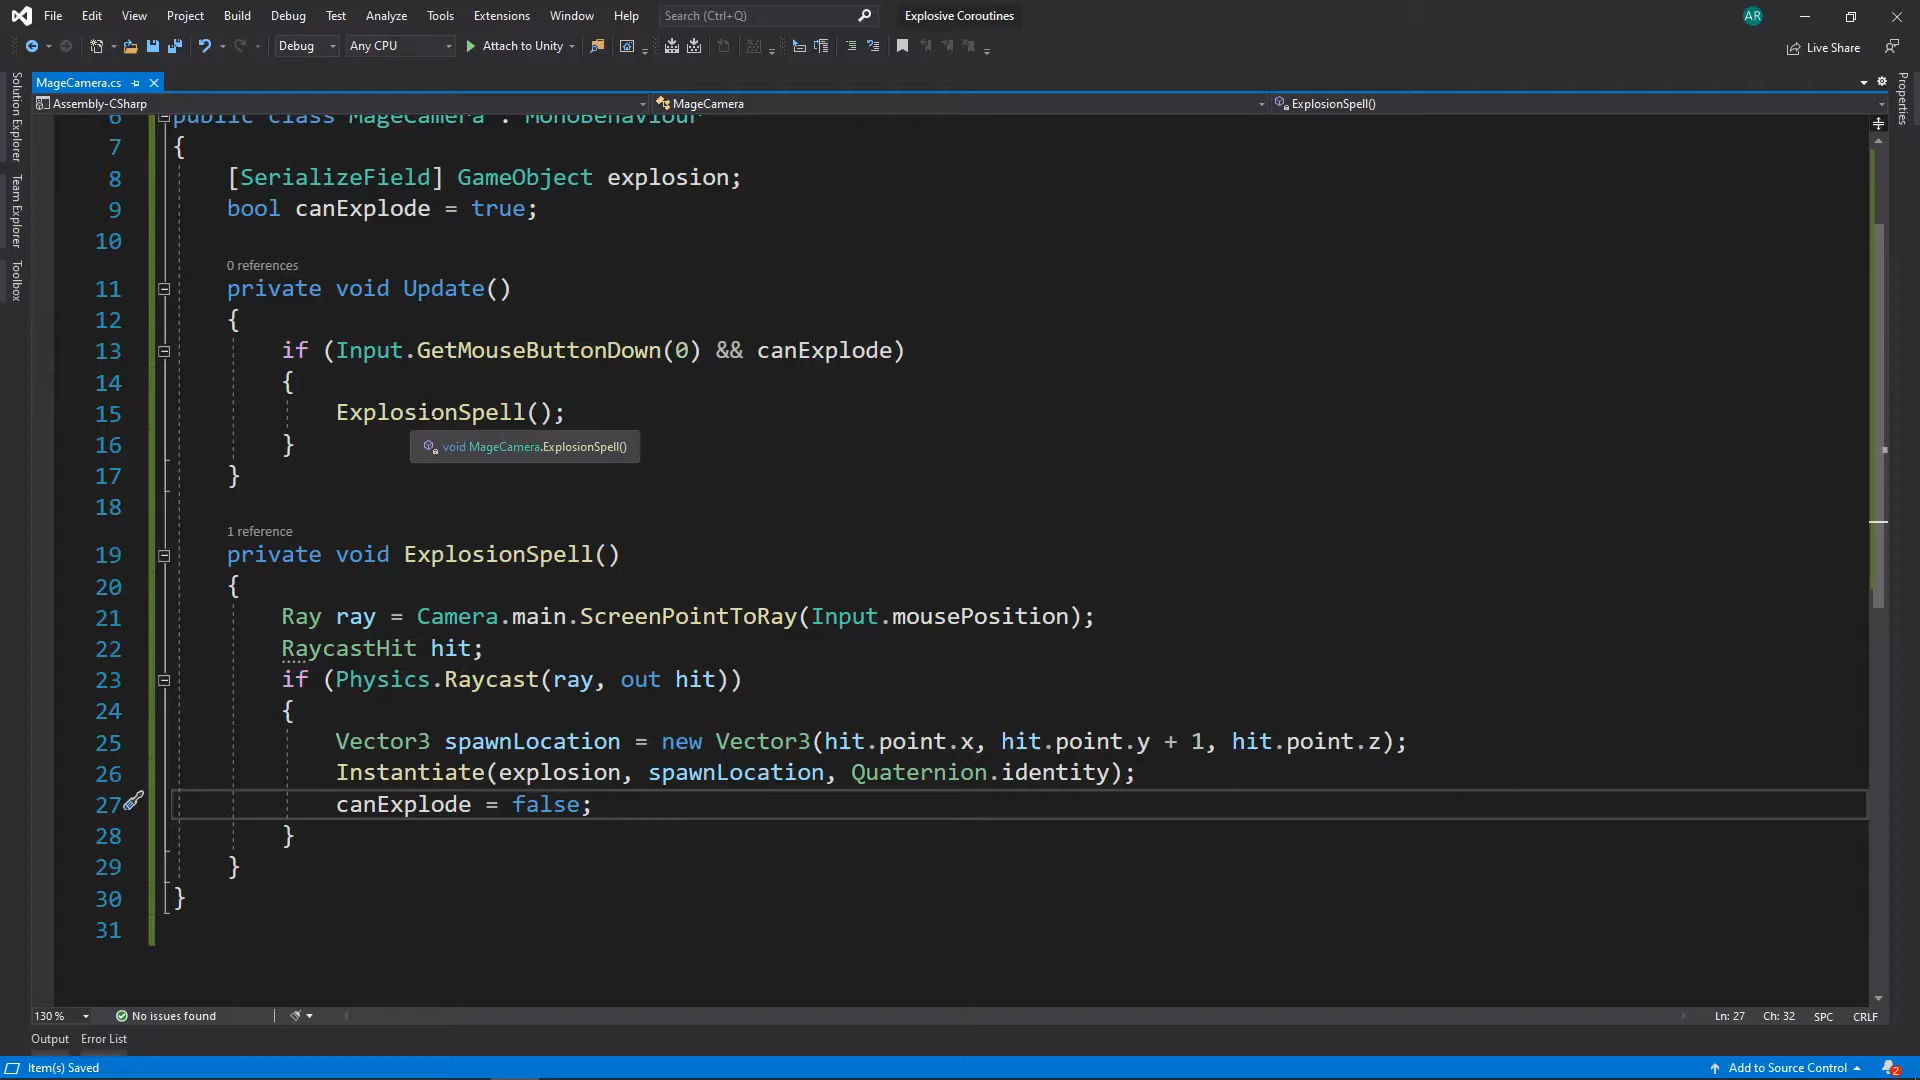 File Edit View Project Build Debug Test Analyze Tools Extensions Window Help Search (Ctrl+Q) Explosive Coroutines AR
Debug Any CPU Attach to Unity Live Share
MageCamera.cs
Assembly-CSharp MageCamera ExplosionSpell()
Solution Explorer
Team Explorer
Toolbox
Properties
6 public class MageCamera : MonoBehaviour
7 {
8 [SerializeField] GameObject explosion;
9 bool canExplode = true;
10
0 references
11 private void Update()
12 {
13 if (Input.GetMouseButtonDown(0) && canExplode)
14 {
15 ExplosionSpell();
void MageCamera.ExplosionSpell()
16 }
17 }
18
1 reference
19 private void ExplosionSpell()
20 {
21 Ray ray = Camera.main.ScreenPointToRay(Input.mousePosition);
22 RaycastHit hit;
23 if (Physics.Raycast(ray, out hit))
24 {
25 Vector3 spawnLocation = new Vector3(hit.point.x, hit.point.y + 1, hit.point.z);
26 Instantiate(explosion, spawnLocation, Quaternion.identity);
27 canExplode = false;
28 }
29 }
30 }
31
130 % No issues found Ln: 27 Ch: 32 SPC CRLF
Output Error List
Item(s) Saved Add to Source Control 2